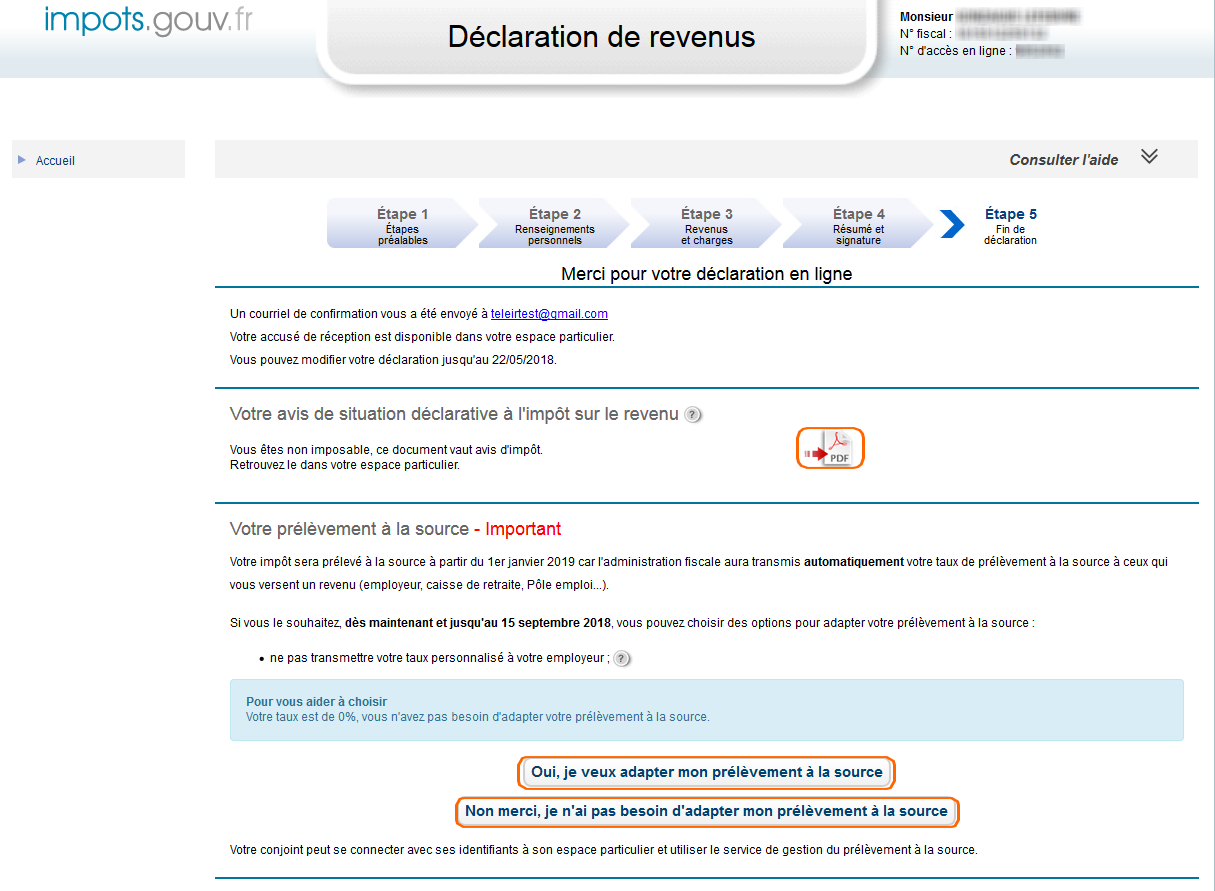 impots.gouv.fr
Déclaration de revenus
Monsieur
N° fiscal :
N° d'accès en ligne :
Accueil
Consulter l'aide
Étape 1
Étapes
préalables
Étape 2
Renseignements
personnels
Étape 3
Revenus
et charges
Étape 4
Résumé et
signature
Étape 5
Fin de
déclaration
Merci pour votre déclaration en ligne
Un courriel de confirmation vous a été envoyé à teleirtest@gmail.com
Votre accusé de réception est disponible dans votre espace particulier.
Vous pouvez modifier votre déclaration jusqu'au 22/05/2018.
Votre avis de situation déclarative à l'impôt sur le revenu ?
Vous êtes non imposable, ce document vaut avis d'impôt.
Retrouvez le dans votre espace particulier.
PDF
Votre prélèvement à la source - Important
Votre impôt sera prélevé à la source à partir du 1er janvier 2019 car l'administration fiscale aura transmis automatiquement votre taux de prélèvement à la source à ceux qui
vous versent un revenu (employeur, caisse de retraite, Pôle emploi...).
Si vous le souhaitez, dès maintenant et jusqu'au 15 septembre 2018, vous pouvez choisir des options pour adapter votre prélèvement à la source :
• ne pas transmettre votre taux personnalisé à votre employeur ; ?
Pour vous aider à choisir
Votre taux est de 0%, vous n'avez pas besoin d'adapter votre prélèvement à la source.
Oui, je veux adapter mon prélèvement à la source
Non merci, je n'ai pas besoin d'adapter mon prélèvement à la source
Votre conjoint peut se connecter avec ses identifiants à son espace particulier et utiliser le service de gestion du prélèvement à la source.